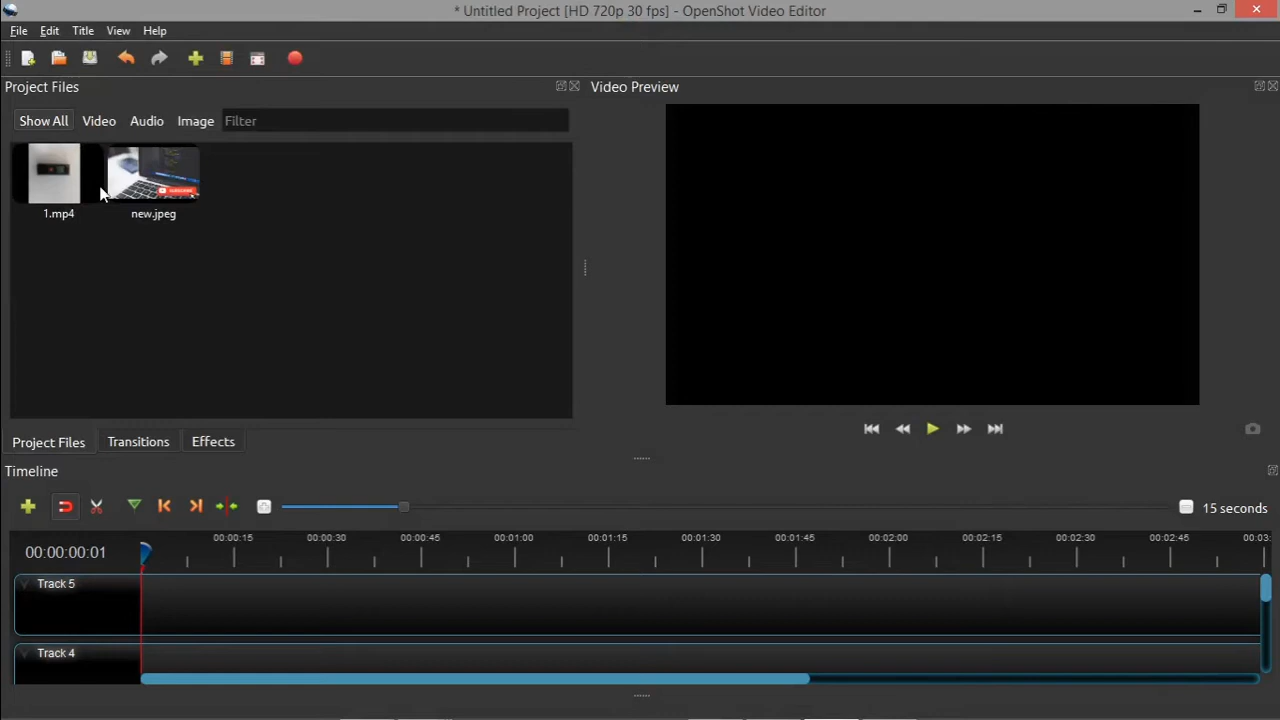 * Untitled Project [HD 720p 30 fps] - OpenShot Video Editor
File Edit Title View Help
Project Files
Video Preview
Show All Video Audio Image Filter
SUBSCRIBE
1.mp4 new.jpeg
Project Files Transitions Effects
Timeline
15 seconds
00:00:00:01
00:00:15 00:00:30 00:00:45 00:01:00 00:01:15 00:01:30 00:01:45 00:02:00 00:02:15 00:02:30 00:02:45 00:03:
Track 5
Track 4